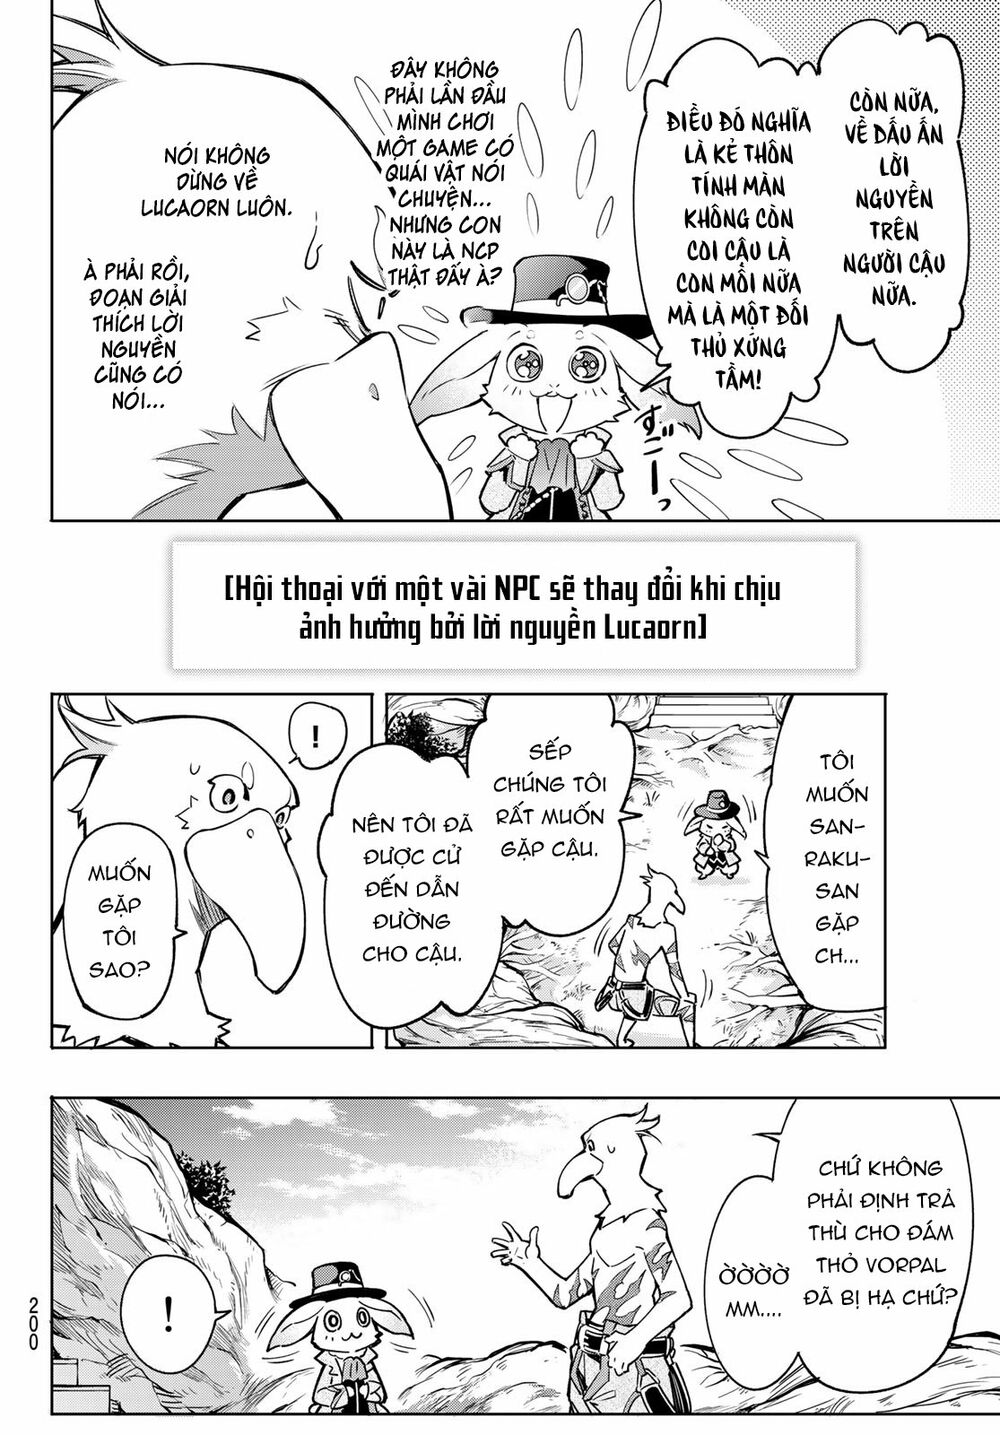 CÒN NỮA,
VỀ DẤU ẤN
LỜI
NGUYỀN
TRÊN
NGƯỜI CẬU
NỮA.
ĐIỀU ĐÓ NGHĨA
LÀ KẺ THÔN
TÍNH MÀN
KHÔNG CÒN
COI CẬU LÀ
CON MỒI NỮA
MÀ LÀ MỘT ĐỐI
THỦ XỨNG
TẦM!
すごーっ
ĐÂY KHÔNG
PHẢI LẦN ĐẦU
MÌNH CHƠI
MỘT GAME CÓ
QUÁI VẬT NÓI
CHUYỆN...
NHƯNG CON
NÀY LÀ NCP
THẬT ĐẤY À?
NÓI KHÔNG
DỪNG VỀ
LUCAORN LUÔN.
À PHẢI RỒI,
ĐOẠN GIẢI
THÍCH LỜI
NGUYỀN
CŨNG CÓ
NÓI...
[Hội thoại với một vài NPC sẽ thay đổi khi chịu
ảnh hưởng bởi lời nguyền Lucaorn]
TÔI
MUỐN
SAN-
RAKU-
SAN
GẶP
CH...
SẾP
CHÚNG TÔI
RẤT MUỐN
GẶP CẬU.
NÊN TÔI ĐÃ
ĐƯỢC CỬ
ĐẾN DẪN
ĐƯỜNG
CHO CẬU.
!
MUỐN
GẶP
TÔI
SAO?
CHỨ KHÔNG
PHẢI ĐỊNH TRẢ
THÙ CHO ĐÁM
THỎ VORPAL
ĐÃ BỊ HẠ CHỨ?
Ờờờờ
MM....
!
200